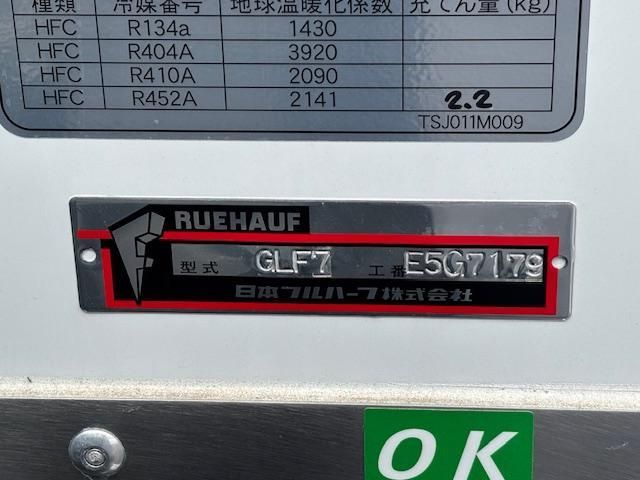 種類 冷媒番号 地球温暖化係数 充てん量(kg)
HFC R134a 1430
HFC R404A 3920
HFC R410A 2090
HFC R452A 2141 2.2
TSJ011M009
RUEHAUF
型式 GLF7 工番 E5G7179
日本フルハーフ株式会社
OK